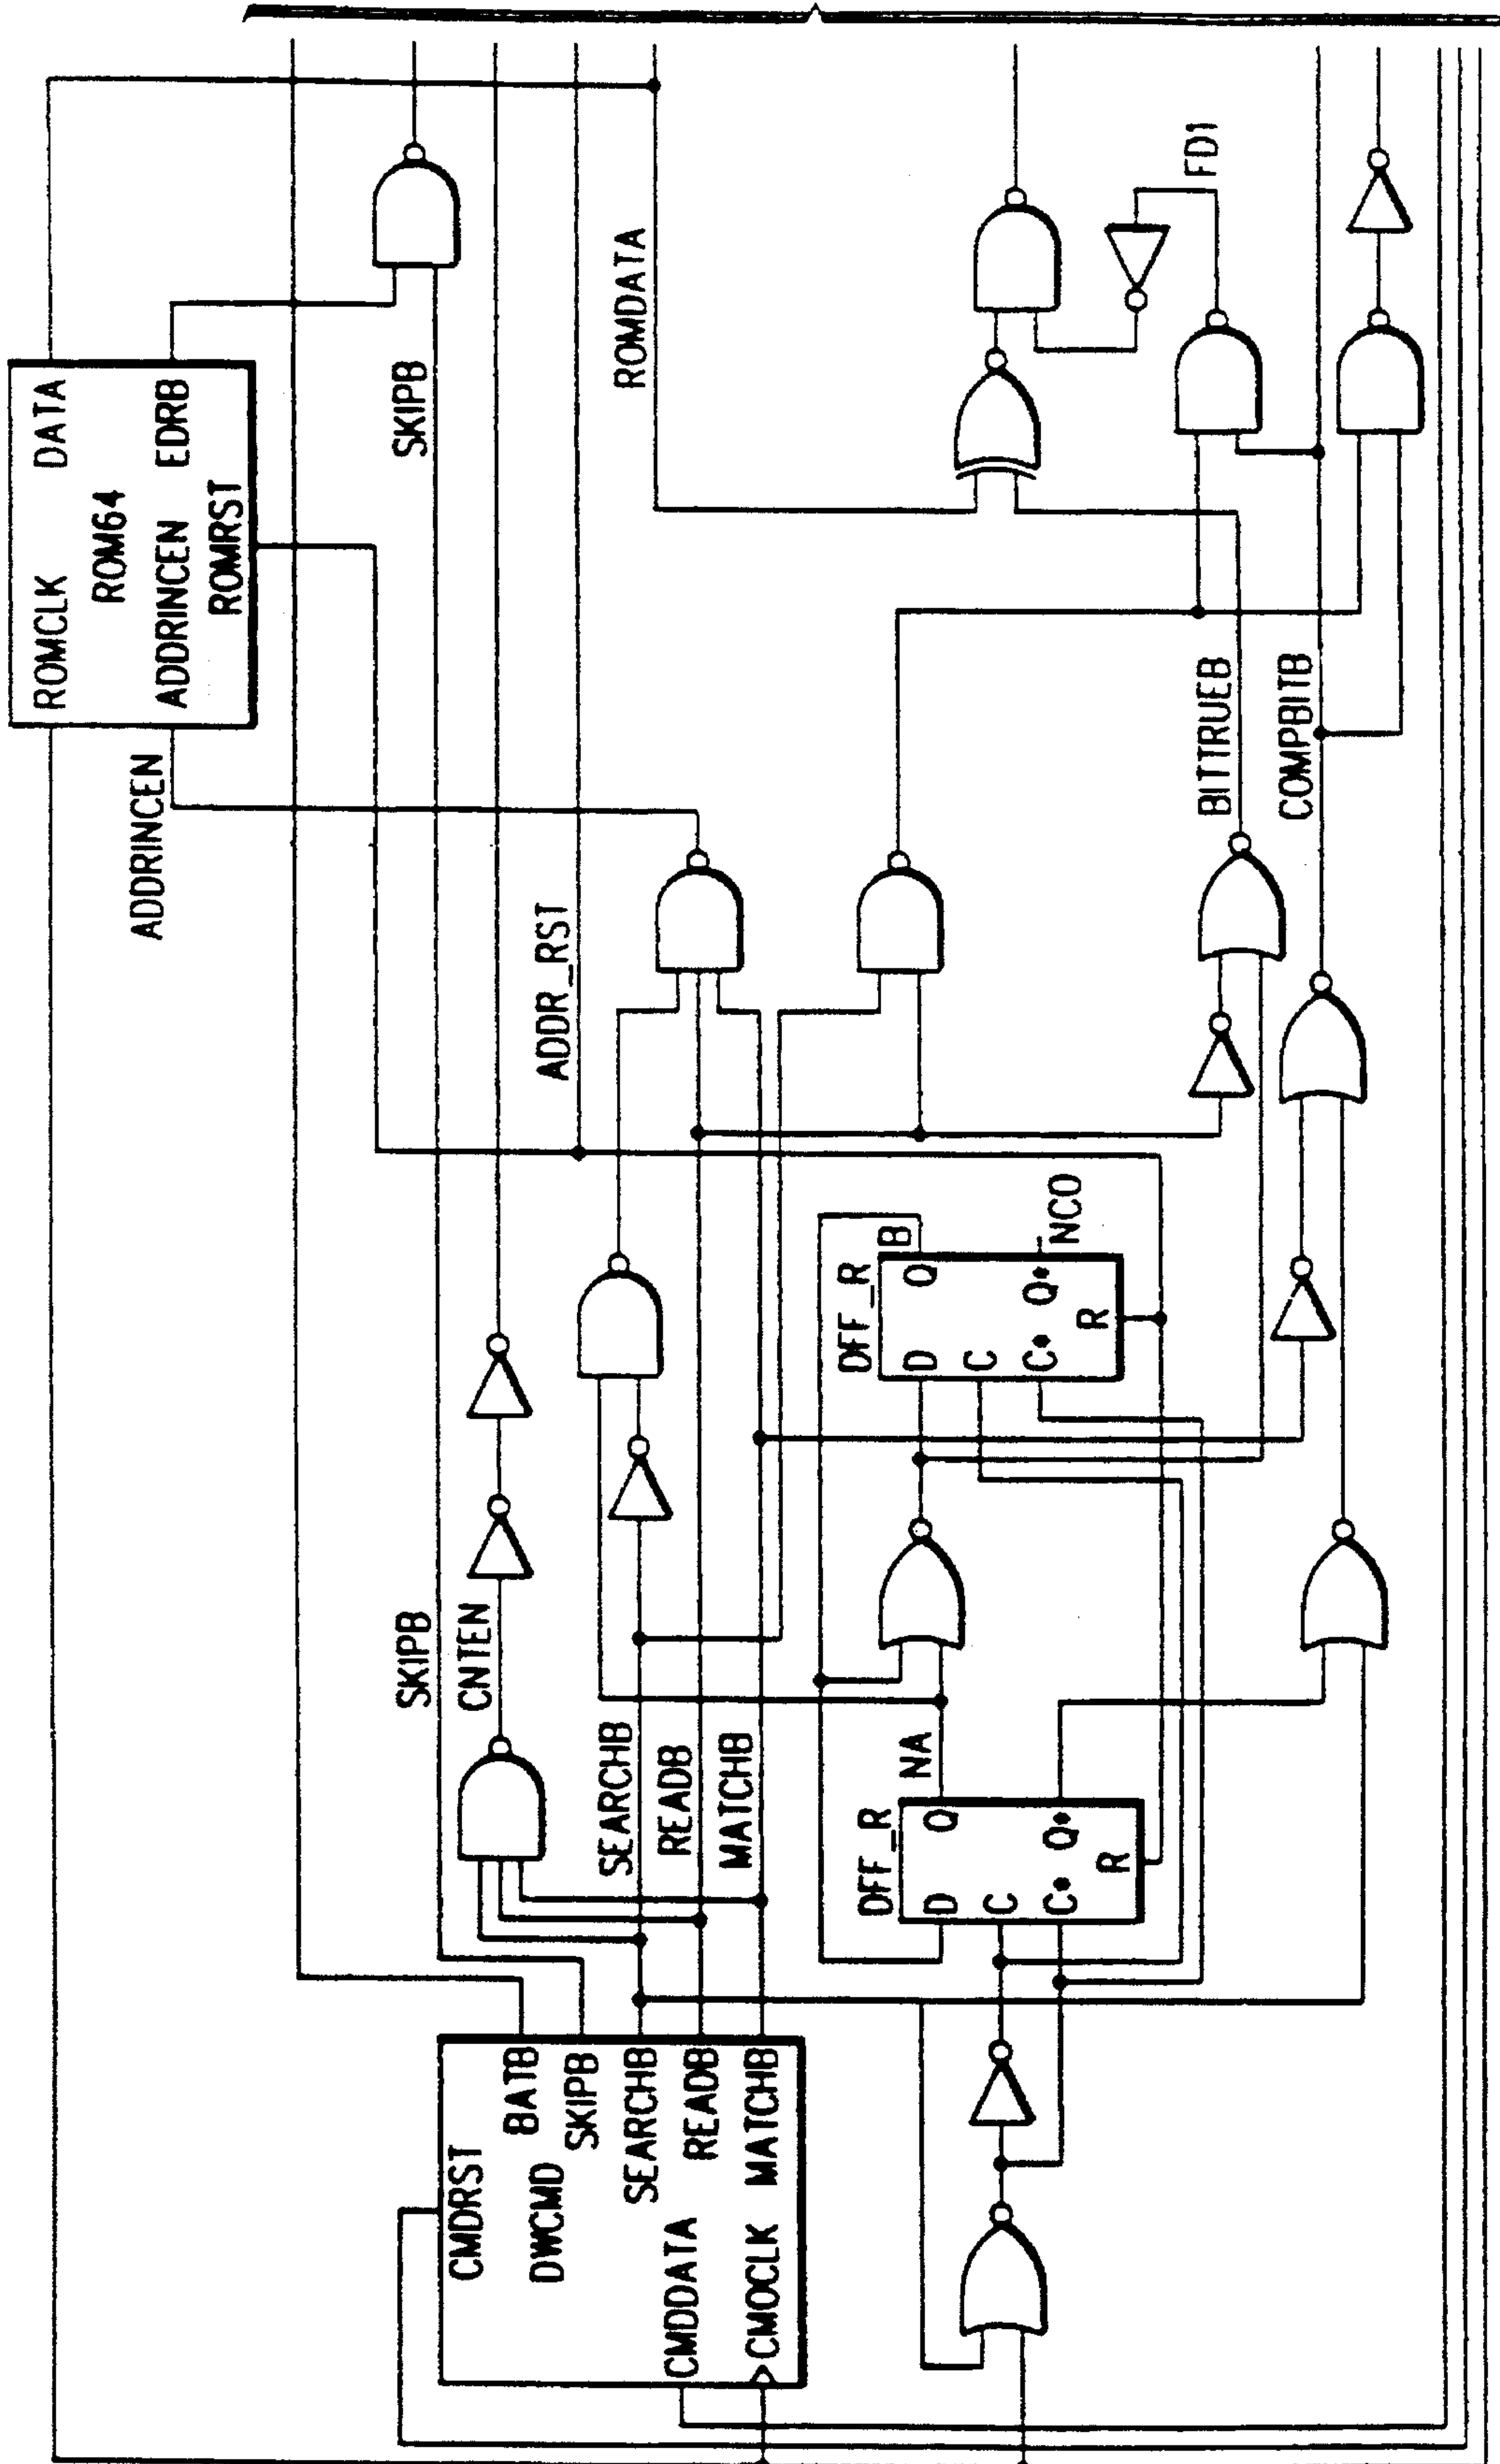 ROMCLK DATA
ROM64
ADDRINCEN EDRB
ROMRST
ADDRINCEN
SKIPB
ROMDATA
FD1
ADDR_RST
BITTRUEB
COMPBITB
SKIPB
CNTEN
SEARCHB
READB
MATCHB
NA
DFF_R
D Q
C
C* Q*
R
B
DFF_R
D Q
C
C* Q*
R
NC0
CMDRST
BATB
DWCMD
SKIPB
SEARCHB
CMDDATA
READB
CMOCLK MATCHB